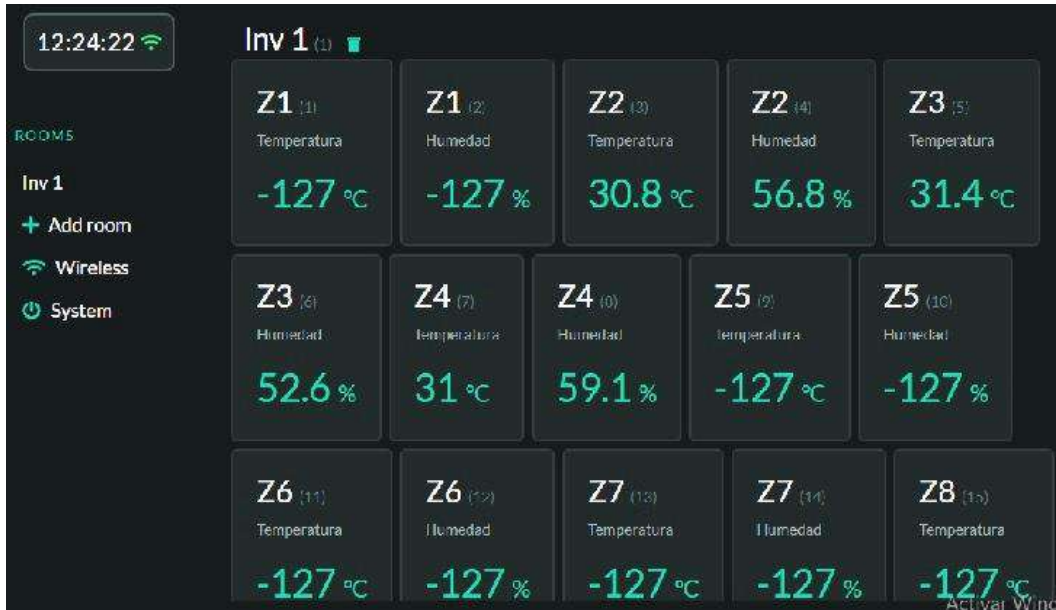 12:24:22
Inv 1 (1)
ROOMS
Inv 1
+ Add room
Wireless
System
Z1 (1)
Temperatura
-127 °C
Z1 (2)
Humedad
-127 %
Z2 (3)
Temperatura
30.8 °C
Z2 (4)
Humedad
56.8 %
Z3 (5)
Temperatura
31.4 °C
Z3 (6)
Humedad
52.6 %
Z4 (7)
Temperatura
31 °C
Z4 (8)
Humedad
59.1 %
Z5 (9)
Temperatura
-127 °C
Z5 (10)
Humedad
-127 %
Z6 (11)
Temperatura
-127 °C
Z6 (12)
Humedad
-127 %
Z7 (13)
Temperatura
-127 °C
Z7 (14)
Humedad
-127 %
Z8 (15)
Temperatura
-127 °C
Activar Wind